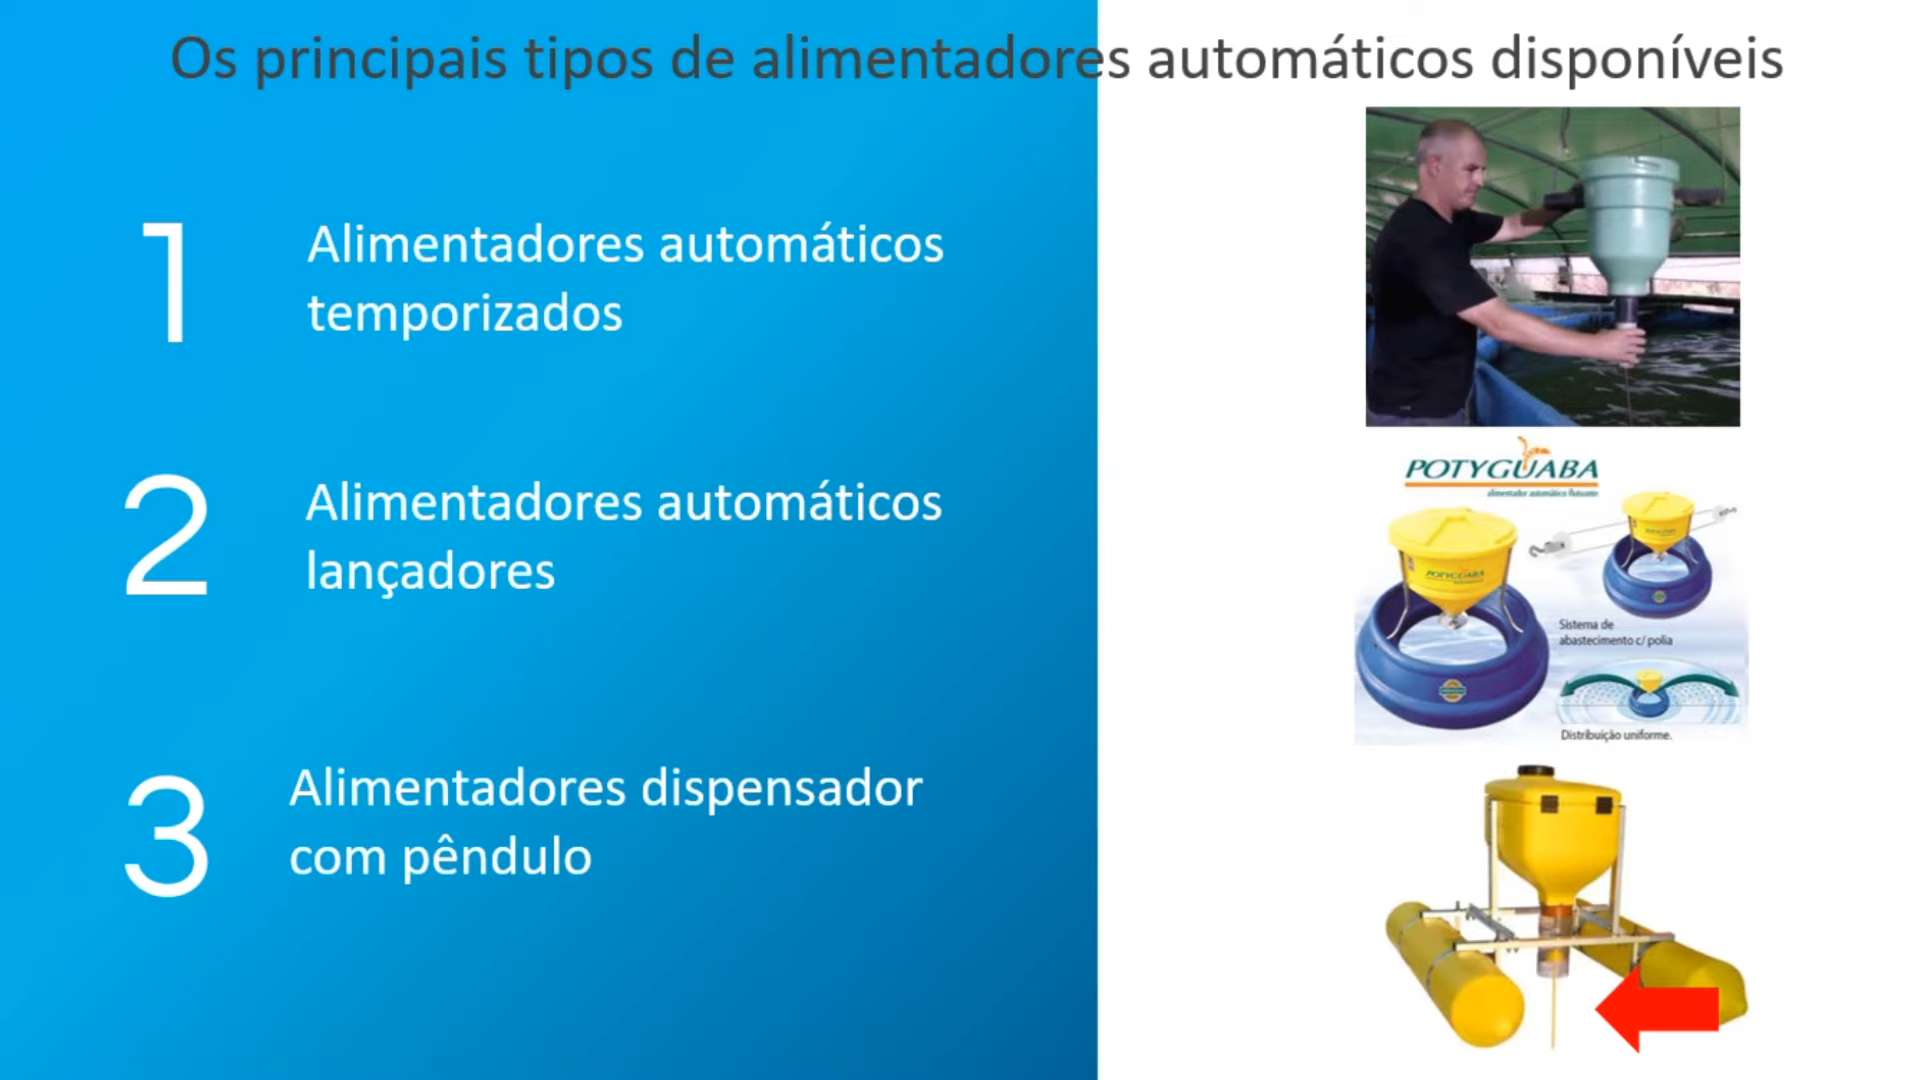 Os principais tipos de alimentadores automáticos disponíveis
1
Alimentadores automáticos
temporizados
2
Alimentadores automáticos
lançadores
3
Alimentadores dispensador
com pêndulo
POTYGUABA
alimentador automático flutuante
POTYGUABA
Sistema de
abastecimento c/ polia
Distribuição uniforme.